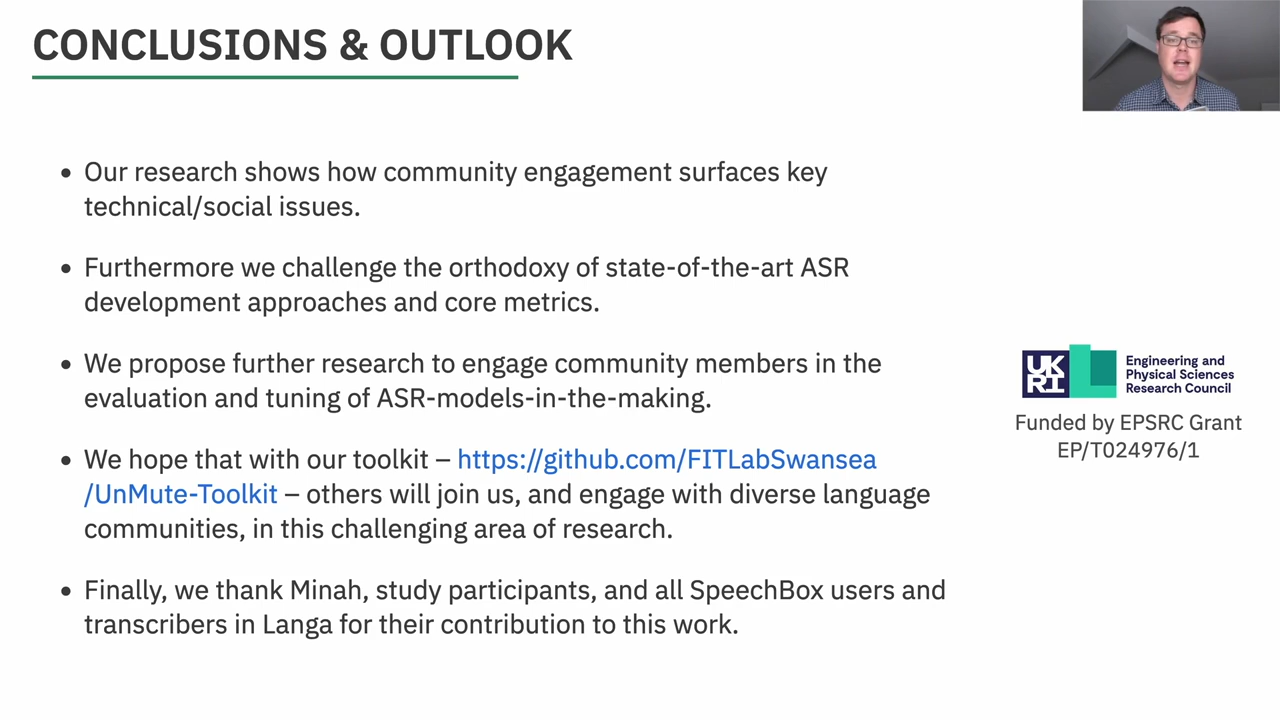 CONCLUSIONS & OUTLOOK
• Our research shows how community engagement surfaces key
technical/social issues.
• Furthermore we challenge the orthodoxy of state-of-the-art ASR
development approaches and core metrics.
• We propose further research to engage community members in the
evaluation and tuning of ASR-models-in-the-making.
• We hope that with our toolkit – https://github.com/FITLabSwansea
/UnMute-Toolkit – others will join us, and engage with diverse language
communities, in this challenging area of research.
• Finally, we thank Minah, study participants, and all SpeechBox users and
transcribers in Langa for their contribution to this work.
UK
RI
Engineering and
Physical Sciences
Research Council
Funded by EPSRC Grant
EP/T024976/1